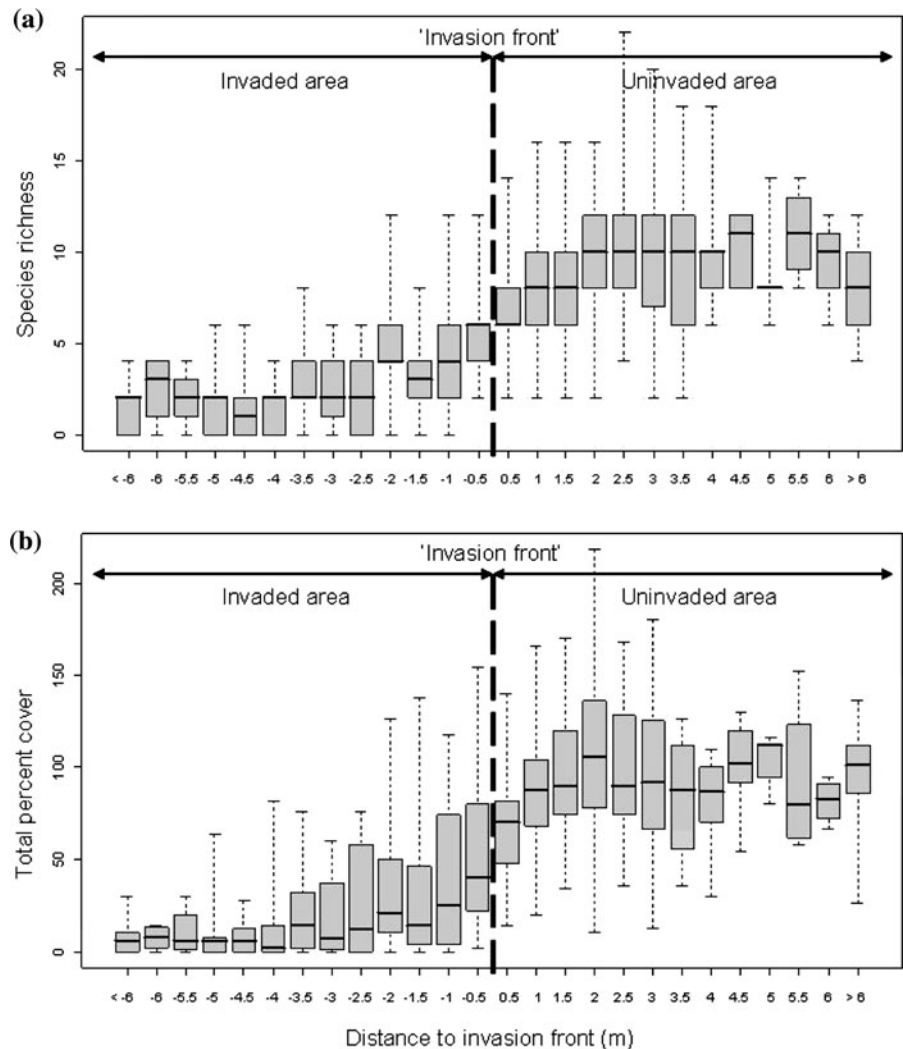 (a)
'Invasion front'
Invaded area
Uninvaded area
Species richness
20
15
10
5
0
< -6 -6 -5.5 -5 -4.5 -4 -3.5 -3 -2.5 -2 -1.5 -1 -0.5 0.5 1 1.5 2 2.5 3 3.5 4 4.5 5 5.5 6 > 6
(b)
'Invasion front'
Invaded area
Uninvaded area
Total percent cover
200
150
100
50
0
< -6 -6 -5.5 -5 -4.5 -4 -3.5 -3 -2.5 -2 -1.5 -1 -0.5 0.5 1 1.5 2 2.5 3 3.5 4 4.5 5 5.5 6 > 6
Distance to invasion front (m)